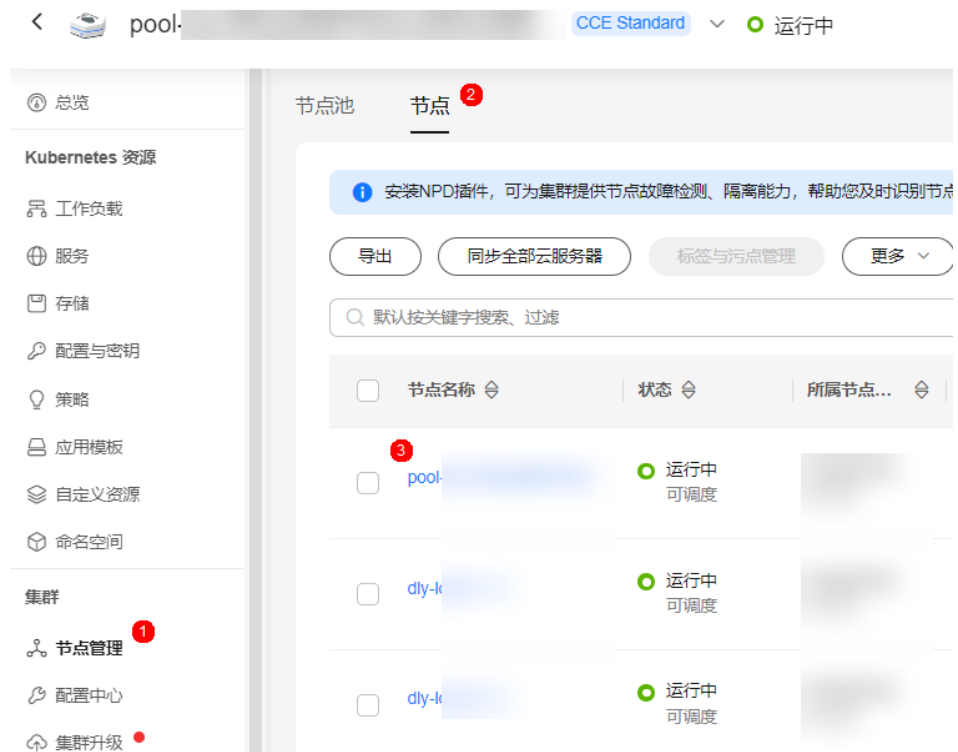 pool- CCE Standard 运行中
总览
Kubernetes 资源
工作负载
服务
存储
配置与密钥
策略
应用模板
自定义资源
命名空间
集群
节点管理 1
配置中心
集群升级
节点池 节点 2
安装NPD插件，可为集群提供节点故障检测、隔离能力，帮助您及时识别节点
导出 同步全部云服务器 标签与污点管理 更多
默认按关键字搜索、过滤
节点名称 状态 所属节点...
3
pool- 运行中
可调度
dly- 运行中
可调度
dly- 运行中
可调度